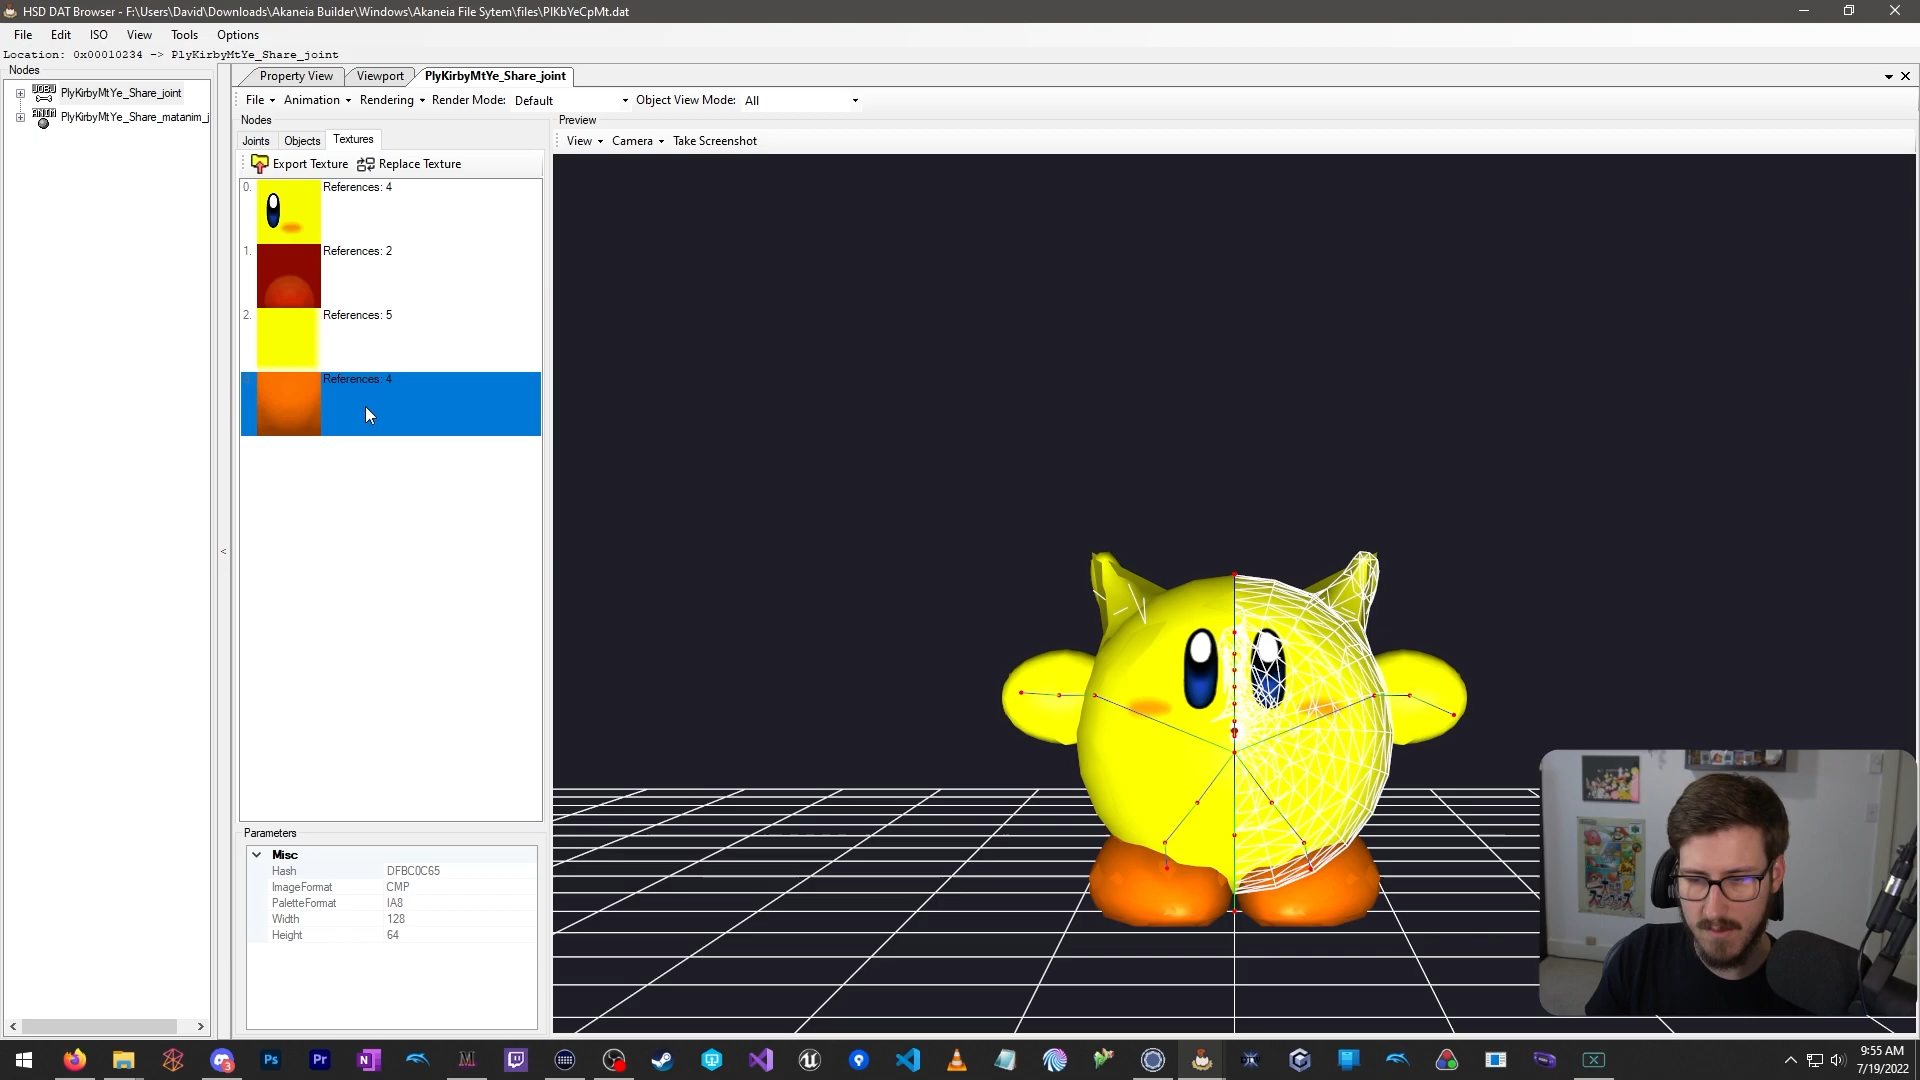 HSD DAT Browser - F:\Users\David\Downloads\Akaneia Builder\Windows\Akaneia File Sytem\files\PlKbYeCpMt.dat
File Edit ISO View Tools Options
Location: 0x00010234 -> PlyKirbyMtYe_Share_joint
Nodes
PlyKirbyMtYe_Share_joint
PlyKirbyMtYe_Share_matanim_j
Property View Viewport PlyKirbyMtYe_Share_joint
File Animation Rendering Render Mode: Default Object View Mode: All
Nodes
Joints Objects Textures
Export Texture Replace Texture
0. References: 4
1. References: 2
2. References: 5
References: 4
Parameters
Misc
Hash DFBC0C65
ImageFormat CMP
PaletteFormat IA8
Width 128
Height 64
Preview
View Camera Take Screenshot
9:55 AM
7/19/2022